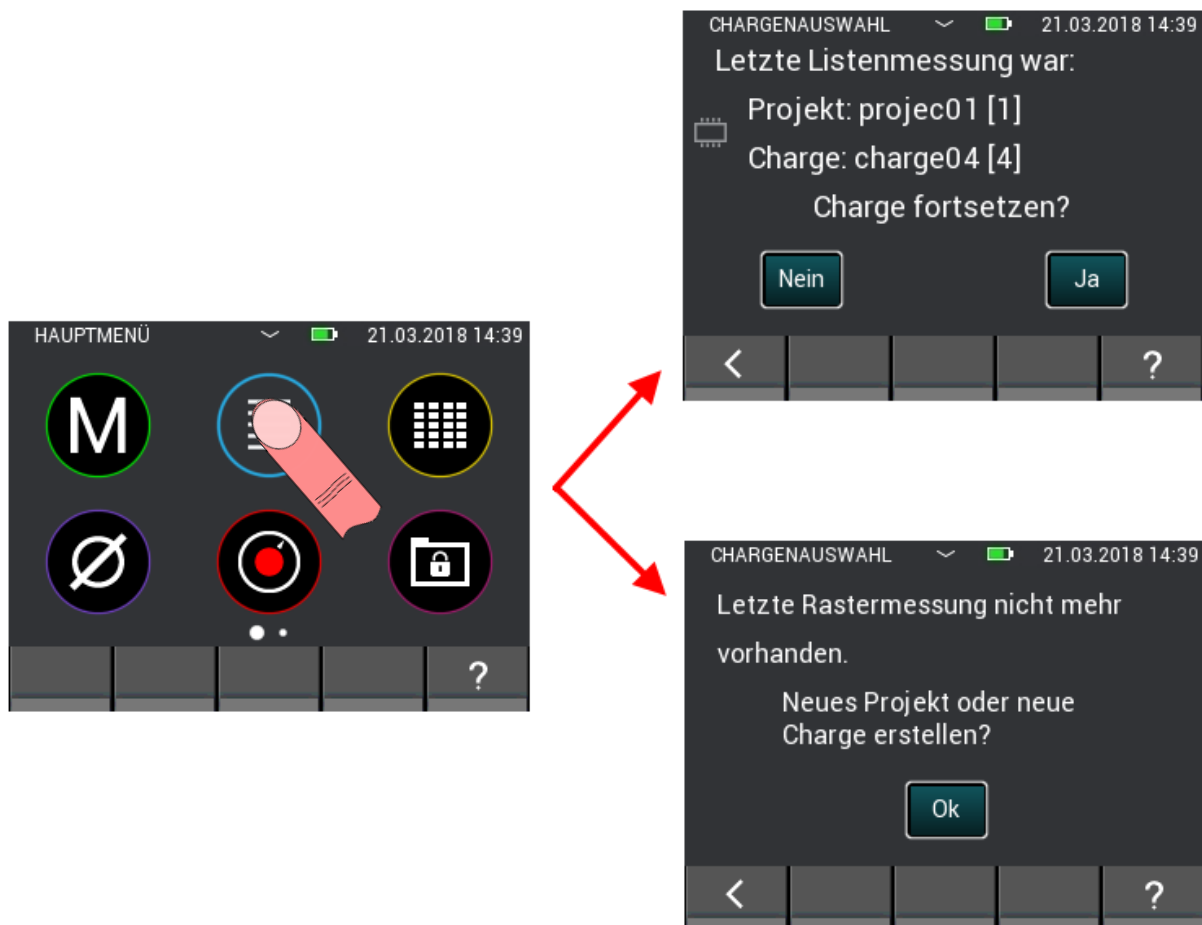 CHARGENAUSWAHL 21.03.2018 14:39
Letzte Listenmessung war:
Projekt: projec01 [1]
Charge: charge04 [4]
Charge fortsetzen?
Nein Ja
?
HAUPTMENÜ 21.03.2018 14:39
M
?
CHARGENAUSWAHL 21.03.2018 14:39
Letzte Rastermessung nicht mehr
vorhanden.
Neues Projekt oder neue
Charge erstellen?
Ok
?